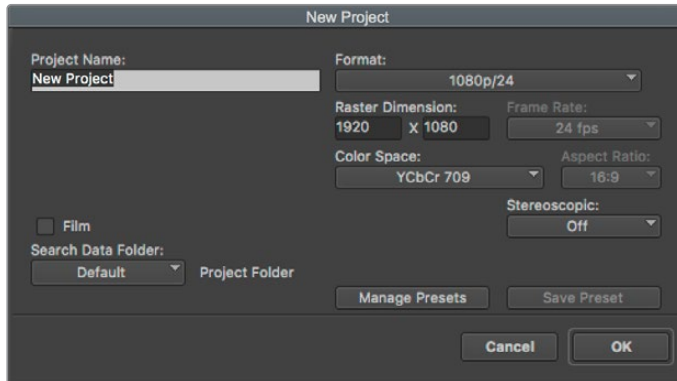 New Project
Project Name:
New Project
Format:
1080p/24
Raster Dimension:
1920 x 1080
Frame Rate:
24 fps
Color Space:
YCbCr 709
Aspect Ratio:
16:9
Stereoscopic:
Off
Film
Search Data Folder:
Default
Project Folder
Manage Presets
Save Preset
Cancel
OK